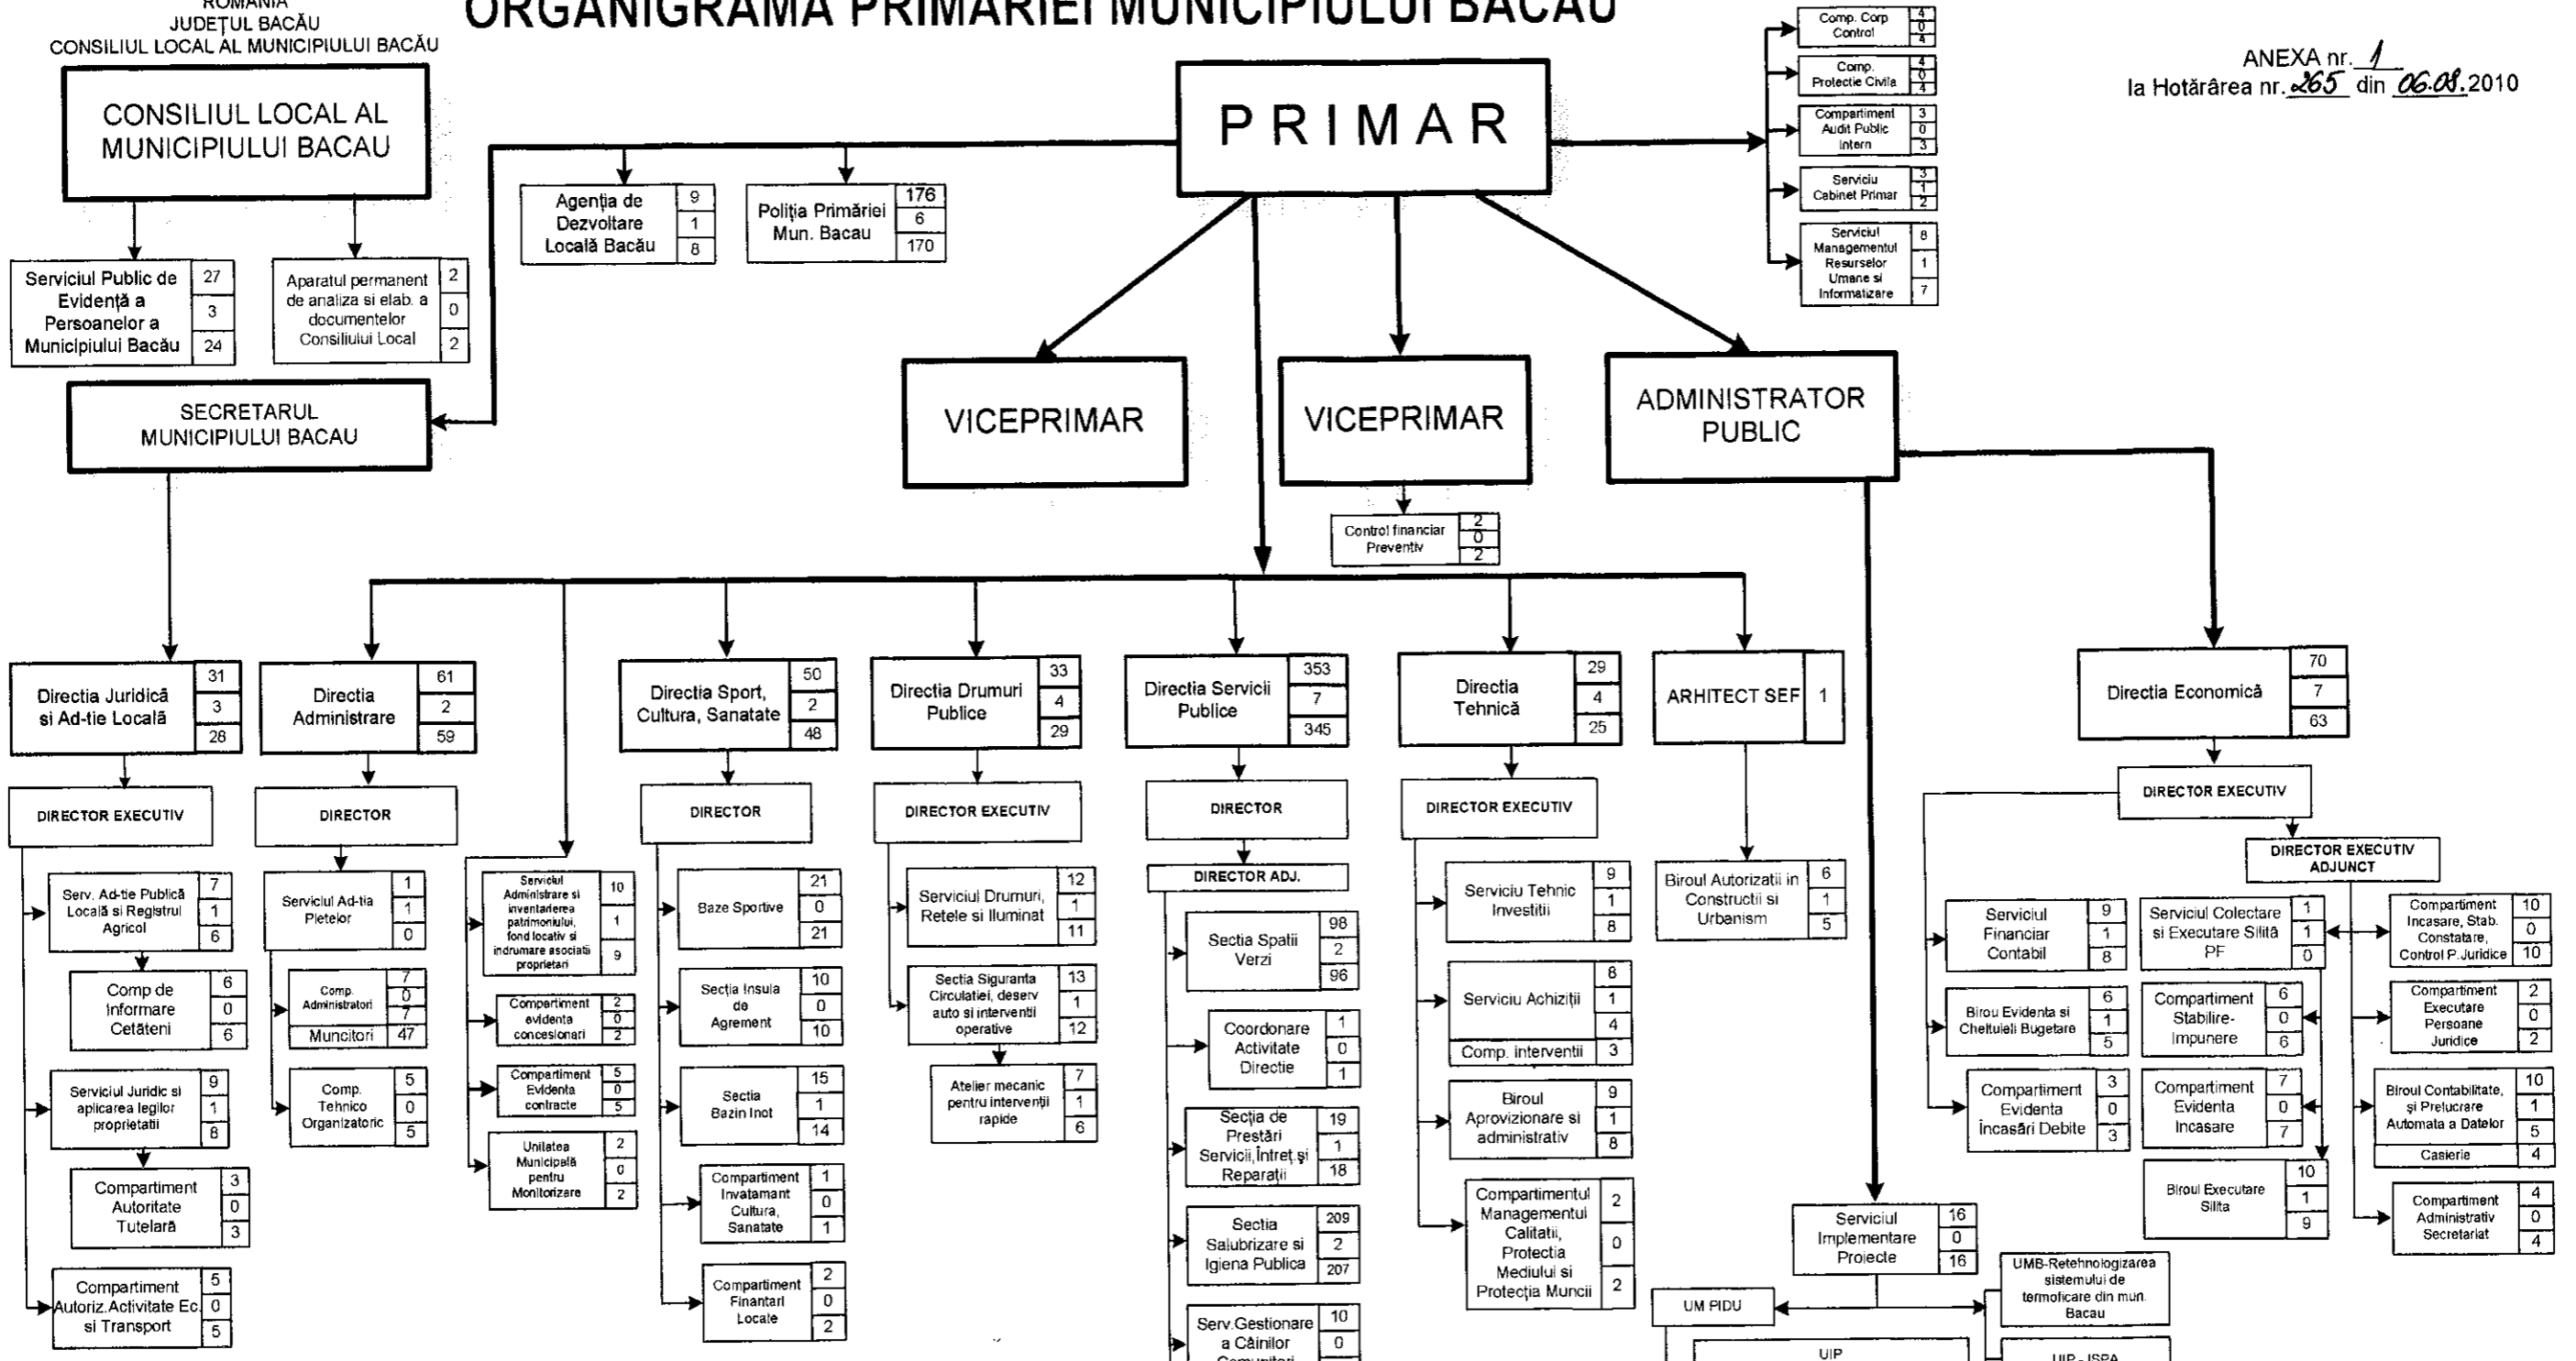 ROMÂNIA
JUDEŢUL BACĂU
CONSILIUL LOCAL AL MUNICIPIULUI BACĂU
ORGANIGRAMA PRIMĂRIEI MUNICIPIULUI BACĂU
ANEXA nr. 1
la Hotărârea nr. 265 din 06.08.2010
CONSILIUL LOCAL AL
MUNICIPIULUI BACAU
Serviciul Public de
Evidenţă a
Persoanelor a
Municipiului Bacău
27
3
24
Aparatul permanent
de analiza si elab. a
documentelor
Consiliului Local
2
0
2
SECRETARUL
MUNICIPIULUI BACAU
Agenţia de
Dezvoltare
Locală Bacău
9
1
8
Poliţia Primăriei
Mun. Bacau
176
6
170
PRIMAR
Comp. Corp
Control
4
0
4
Comp.
Protectie Civila
4
0
4
Compartiment
Audit Public
Intern
3
0
3
Serviciu
Cabinet Primar
3
1
2
Serviciul
Managementul
Resurselor
Umane si
Informatizare
8
1
7
VICEPRIMAR
VICEPRIMAR
ADMINISTRATOR
PUBLIC
Control financiar
Preventiv
2
0
2
Directia Juridică
si Ad-tie Locală
31
3
28
Directia
Administrare
61
2
59
Directia Sport,
Cultura, Sanatate
50
2
48
Directia Drumuri
Publice
33
4
29
Directia Servicii
Publice
353
7
345
Directia
Tehnică
29
4
25
ARHITECT SEF
1
Directia Economică
70
7
63
DIRECTOR EXECUTIV
Serv. Ad-tie Publică
Locală si Registrul
Agricol
7
1
6
Comp de
Informare
Cetăteni
6
0
6
Serviciul Juridic si
aplicarea legilor
proprietatii
9
1
8
Compartiment
Autoritate
Tutelară
3
0
3
Compartiment
Autoriz.Activitate Ec.
si Transport
5
0
5
DIRECTOR
Serviciul Ad-tia
Pietelor
1
1
0
Comp.
Administratori
7
0
7
Muncitori
47
Comp.
Tehnico
Organizatoric
5
0
5
Serviciul
Administrare si
inventarierea
patrimoniului,
fond locativ si
indrumare asociatii
proprietari
10
1
9
Compartiment
evidenta
concesionari
2
0
2
Compartiment
Evidenta
contracte
5
0
5
Unitatea
Municipală
pentru
Monitorizare
2
0
2
DIRECTOR
Baze Sportive
21
0
21
Secţia Insula
de
Agrement
10
0
10
Sectia
Bazin Inot
15
1
14
Compartiment
Invatamant
Cultura,
Sanatate
1
0
1
Compartiment
Finantari
Locale
2
0
2
DIRECTOR EXECUTIV
Serviciul Drumuri,
Retele si Iluminat
12
1
11
Sectia Siguranta
Circulatiei, deserv
auto si interventii
operative
13
1
12
Atelier mecanic
pentru intervenţii
rapide
7
1
6
DIRECTOR
DIRECTOR ADJ.
Sectia Spatii
Verzi
98
2
96
Coordonare
Activitate
Directie
1
0
1
Secţia de
Prestări
Servicii,Întreţ.şi
Reparaţii
19
1
18
Sectia
Salubrizare si
Igiena Publica
209
2
207
Serv.Gestionare
a Câinilor
Comunitari
10
0
DIRECTOR EXECUTIV
Serviciu Tehnic
Investitii
9
1
8
Serviciu Achiziţii
8
1
4
Comp. interventii
3
Biroul
Aprovizionare si
administrativ
9
1
8
Compartimentul
Managementul
Calitatii,
Protectia
Mediului si
Protecţia Muncii
2
0
2
Biroul Autorizatii in
Constructii si
Urbanism
6
1
5
Serviciul
Implementare
Proiecte
16
0
16
UM PIDU
UMB-Retehnologizarea
sistemului de
termoficare din mun.
Bacau
UIP
UIP - ISPA
DIRECTOR EXECUTIV
DIRECTOR EXECUTIV
ADJUNCT
Serviciul
Financiar
Contabil
9
1
8
Birou Evidenta si
Cheltuieli Bugetare
6
1
5
Compartiment
Evidenta
Încasări Debite
3
0
3
Serviciul Colectare
si Executare Silită
PF
1
1
0
Compartiment
Stabilire-
Impunere
6
0
6
Compartiment
Evidenta
Incasare
7
0
7
Biroul Executare
Silita
10
1
9
Compartiment
Incasare, Stab.
Constatare,
Control P.Juridice
10
0
10
Compartiment
Executare
Persoane
Juridice
2
0
2
Biroul Contabilitate,
şi Prelucrare
Automata a Datelor
10
1
5
Casierie
4
Compartiment
Administrativ
Secretariat
4
0
4